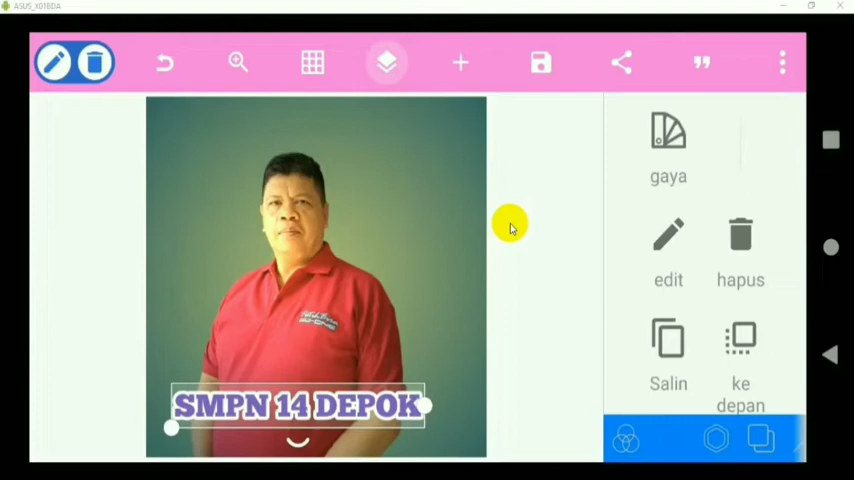 ASUS_X01BDA
gaya
edit
hapus
Salin
ke
depan
SMPN 14 DEPOK